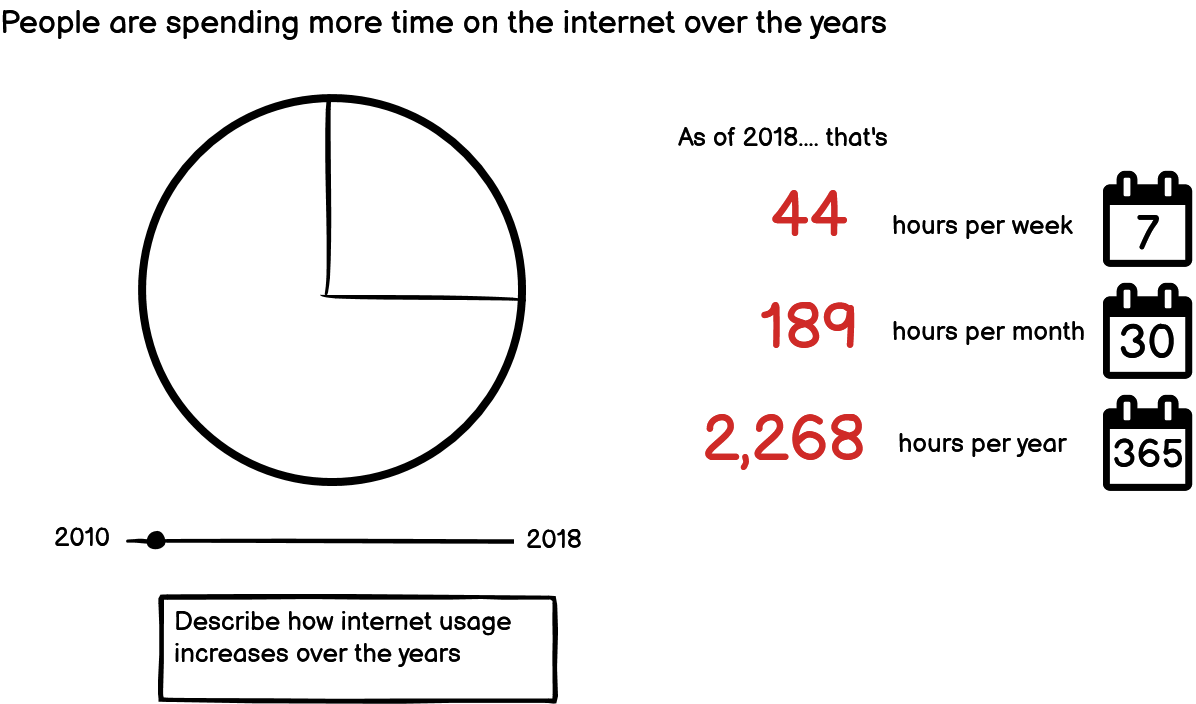 People are spending more time on the internet over the years
As of 2018.... that's
44 hours per week 7
189 hours per month 30
2,268 hours per year 365
2010 2018
Describe how internet usage
increases over the years